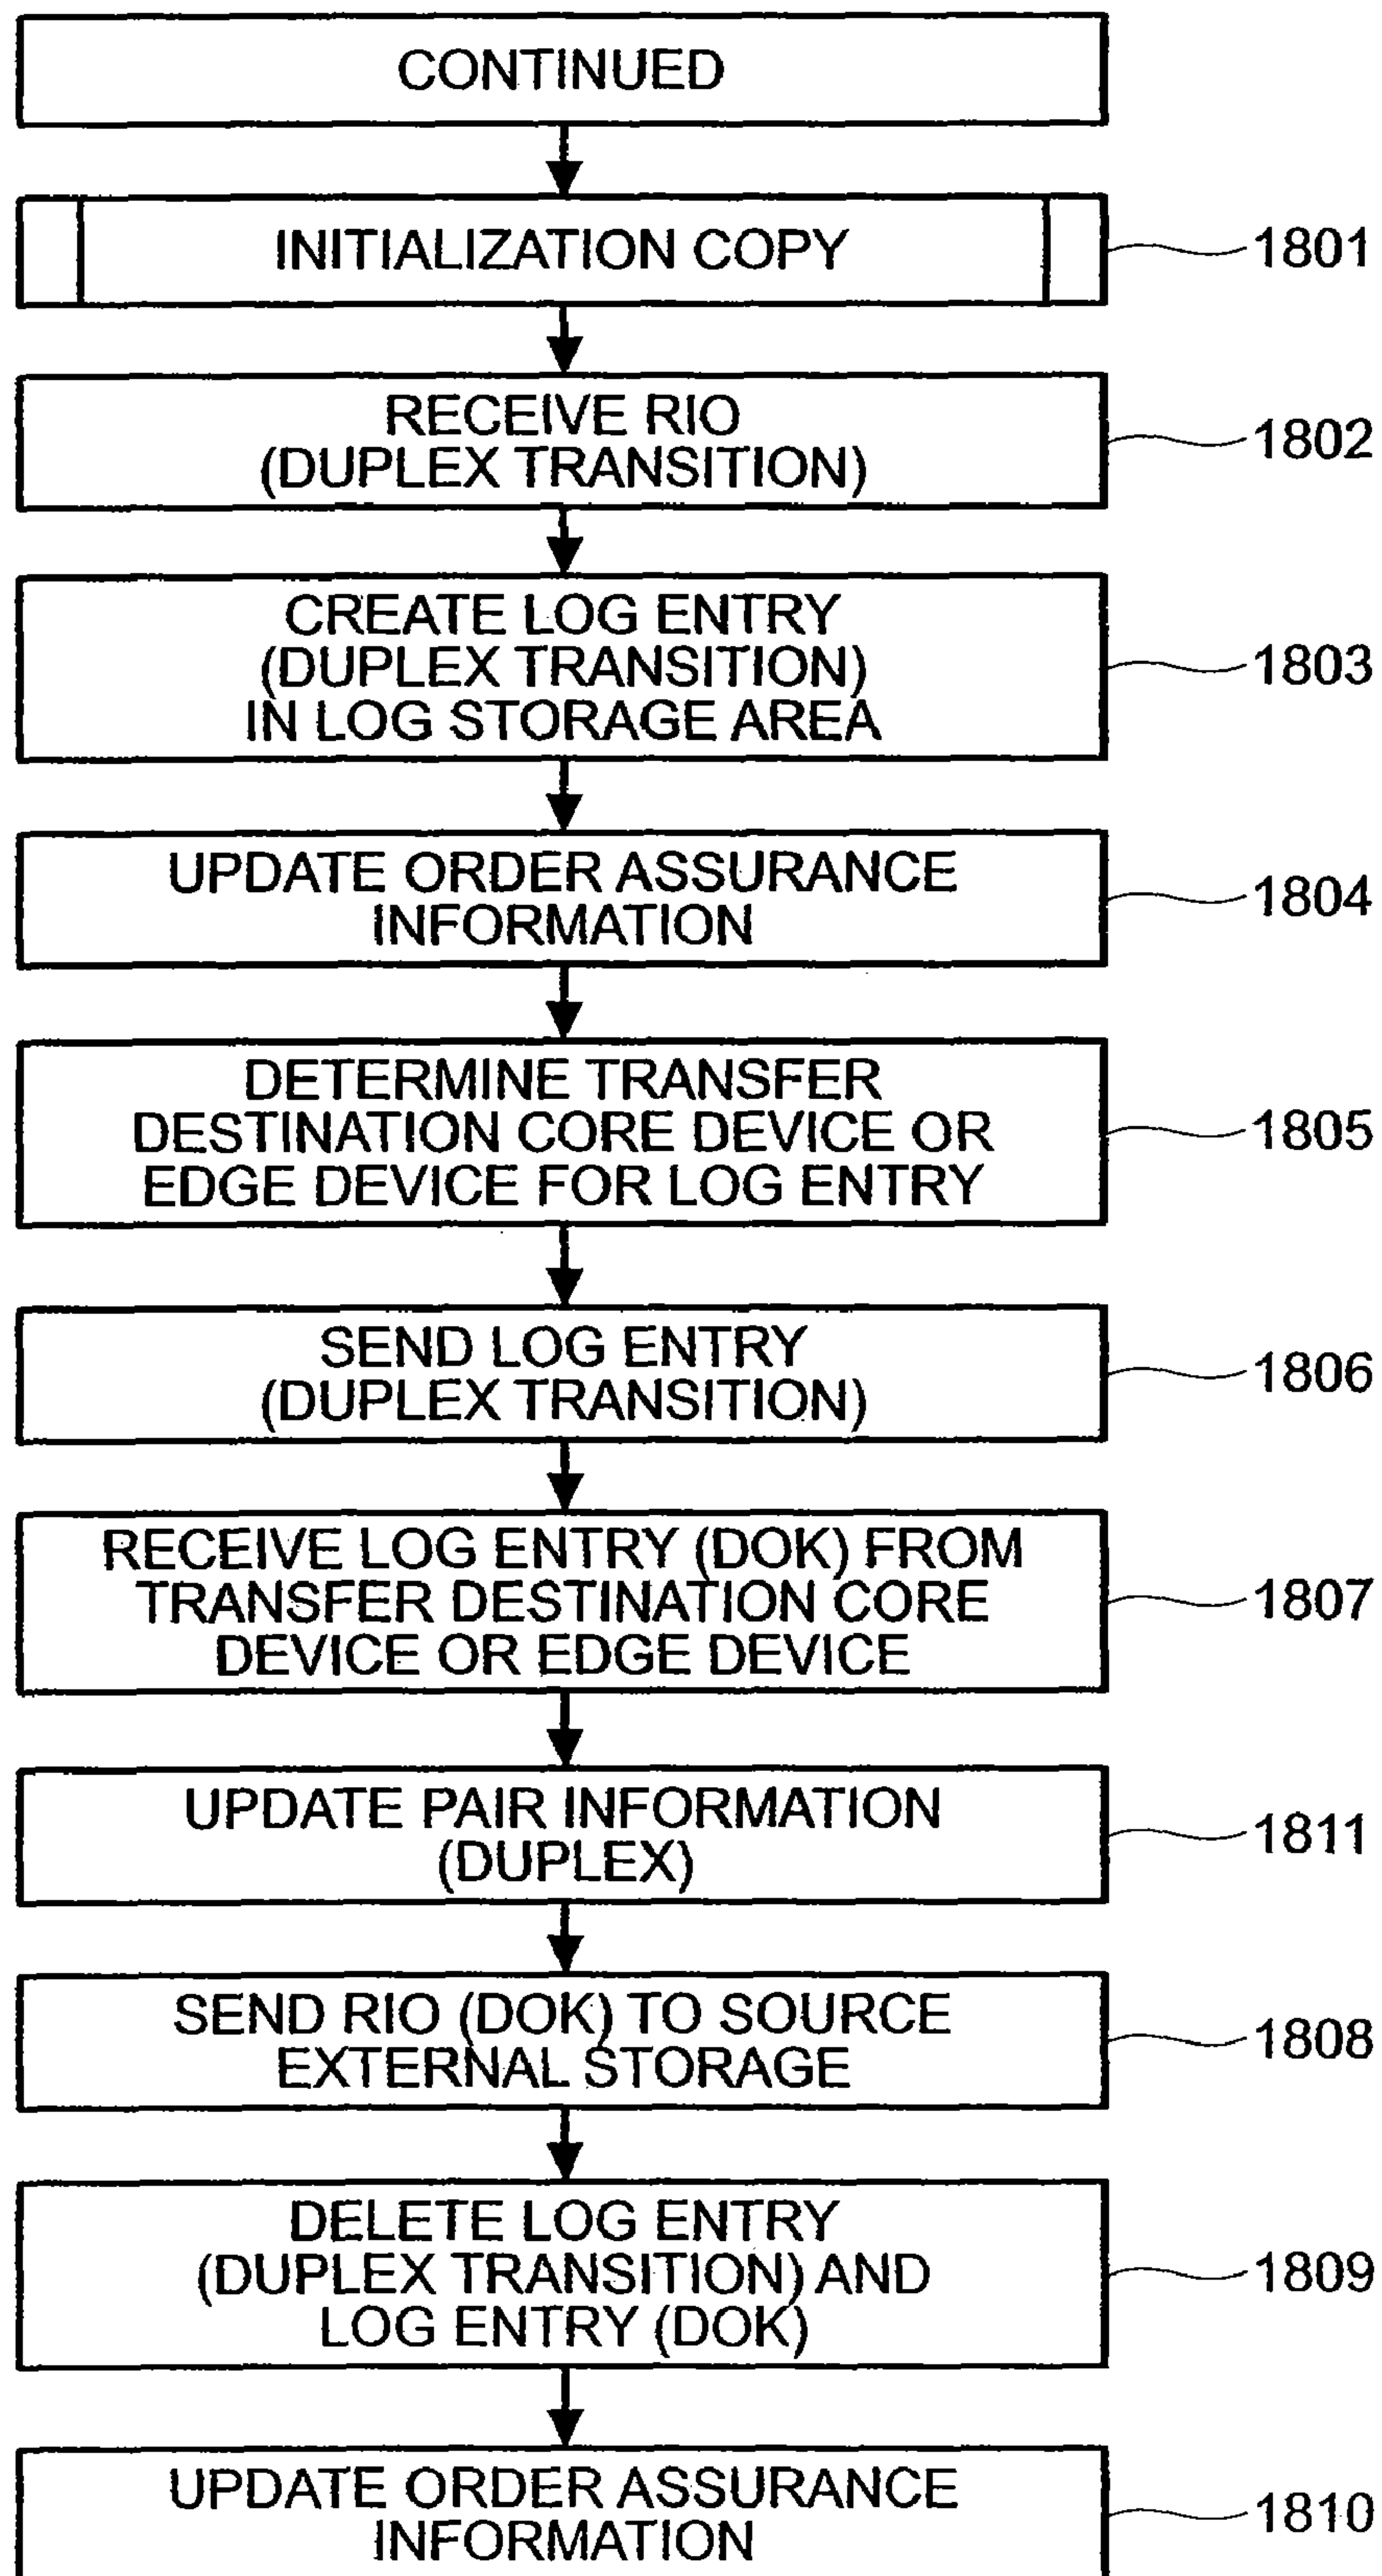 CONTINUED
INITIALIZATION COPY
1801
RECEIVE RIO
(DUPLEX TRANSITION)
1802
CREATE LOG ENTRY
(DUPLEX TRANSITION)
IN LOG STORAGE AREA
1803
UPDATE ORDER ASSURANCE
INFORMATION
1804
DETERMINE TRANSFER
DESTINATION CORE DEVICE OR
EDGE DEVICE FOR LOG ENTRY
1805
SEND LOG ENTRY
(DUPLEX TRANSITION)
1806
RECEIVE LOG ENTRY (DOK) FROM
TRANSFER DESTINATION CORE
DEVICE OR EDGE DEVICE
1807
UPDATE PAIR INFORMATION
(DUPLEX)
1811
SEND RIO (DOK) TO SOURCE
EXTERNAL STORAGE
1808
DELETE LOG ENTRY
(DUPLEX TRANSITION) AND
LOG ENTRY (DOK)
1809
UPDATE ORDER ASSURANCE
INFORMATION
1810